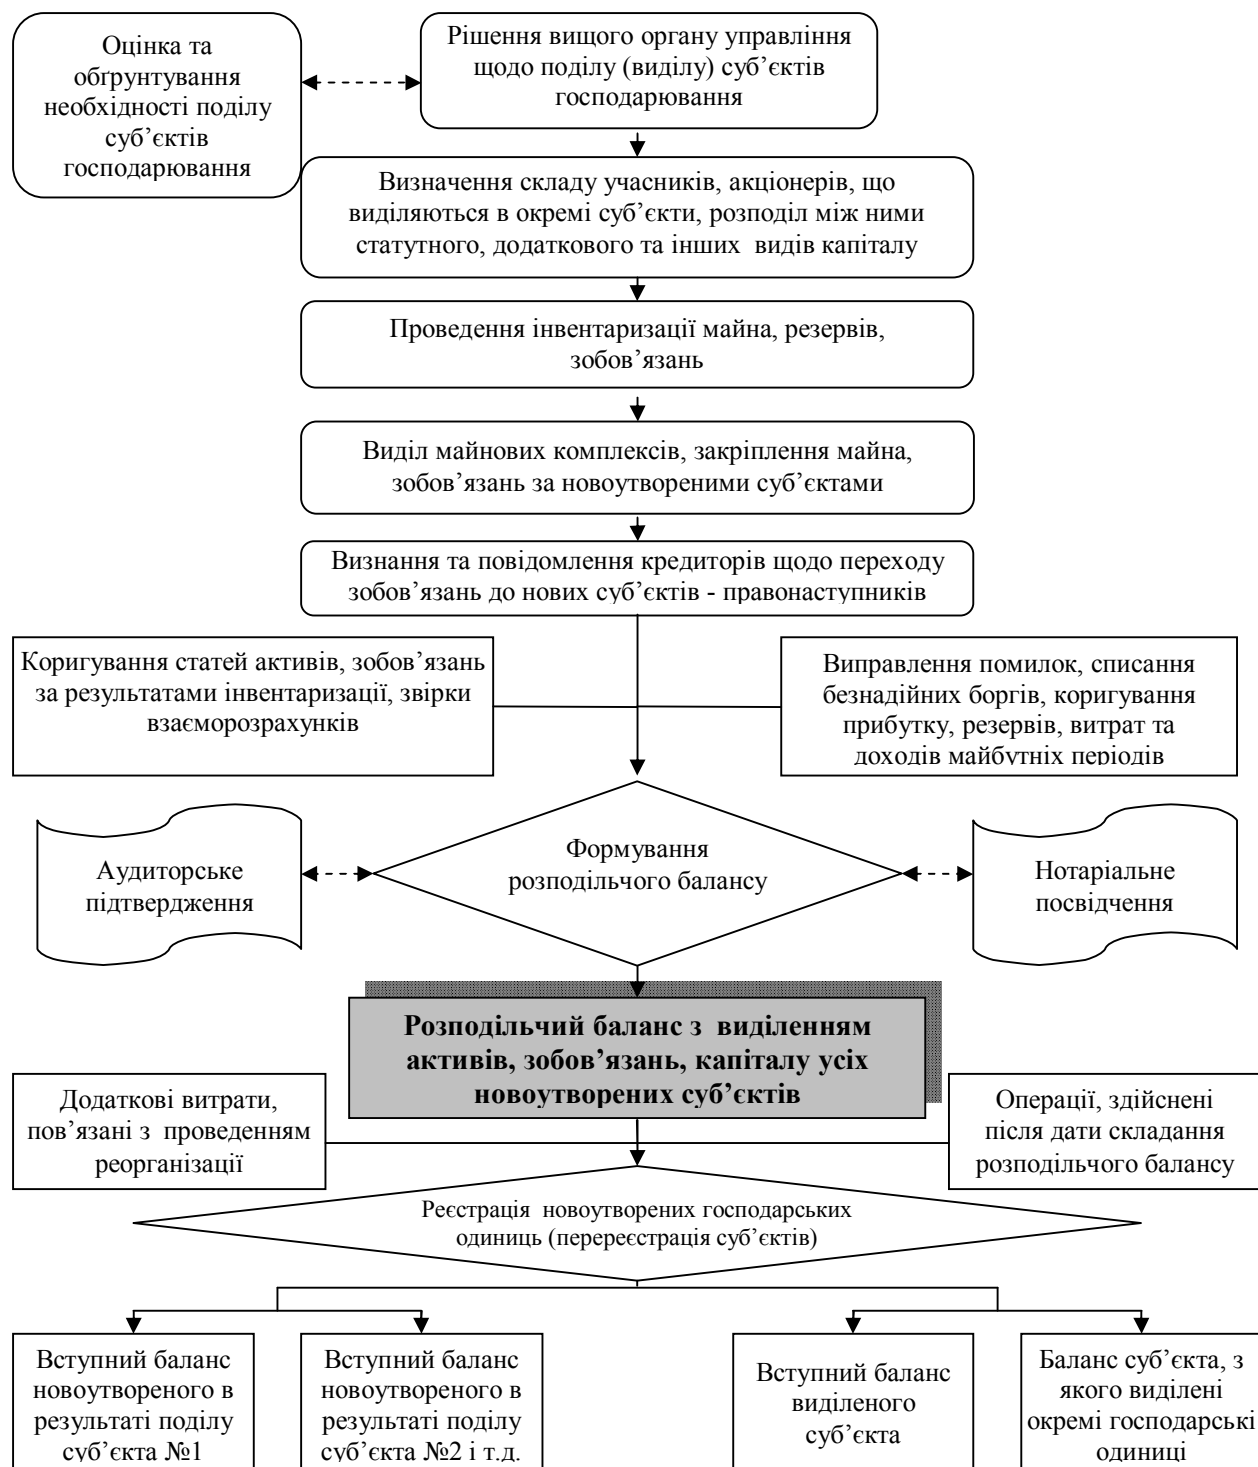 Оцінка та
обґрунтування
необхідності поділу
суб’єктів
господарювання
Рішення вищого органу управління
щодо поділу (виділу) суб’єктів
господарювання
Визначення складу учасників, акціонерів, що
виділяються в окремі суб’єкти, розподіл між ними
статутного, додаткового та інших видів капіталу
Проведення інвентаризації майна, резервів,
зобов’язань
Виділ майнових комплексів, закріплення майна,
зобов’язань за новоутвореними суб’єктами
Визнання та повідомлення кредиторів щодо переходу
зобов’язань до нових суб’єктів - правонаступників
Коригування статей активів, зобов’язань
за результатами інвентаризації, звірки
взаєморозрахунків
Виправлення помилок, списання
безнадійних боргів, коригування
прибутку, резервів, витрат та
доходів майбутніх періодів
Аудиторське
підтвердження
Формування
розподільчого балансу
Нотаріальне
посвідчення
Розподільчий баланс з виділенням
активів, зобов’язань, капіталу усіх
новоутворених суб’єктів
Додаткові витрати,
пов’язані з проведенням
реорганізації
Операції, здійснені
після дати складання
розподільчого балансу
Реєстрація новоутворених господарських
одиниць (перереєстрація суб’єктів)
Вступний баланс
новоутвореного в
результаті поділу
суб’єкта №1
Вступний баланс
новоутвореного в
результаті поділу
суб’єкта №2 і т.д.
Вступний баланс
виділеного
суб’єкта
Баланс суб’єкта, з
якого виділені
окремі господарські
одиниці